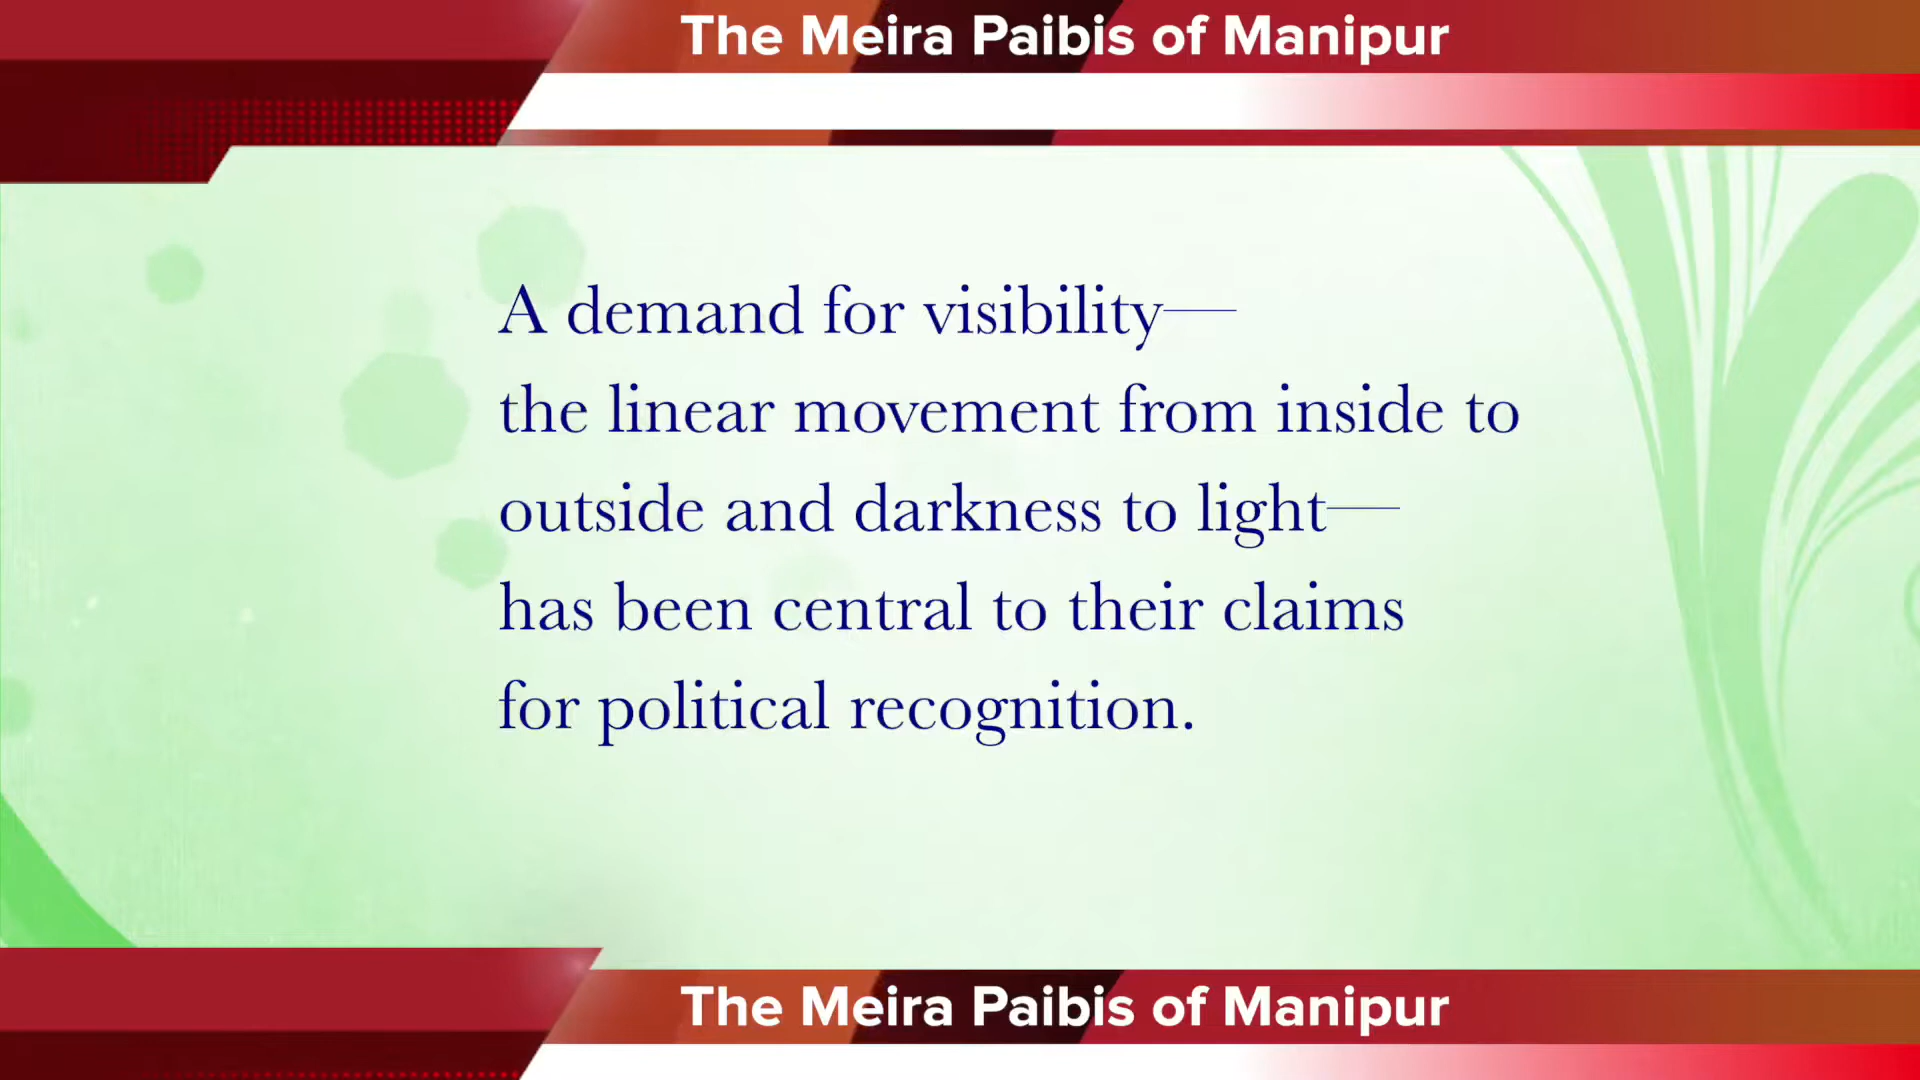 The Meira Paibis of Manipur
A demand for visibility—
the linear movement from inside to
outside and darkness to light—
has been central to their claims
for political recognition.
The Meira Paibis of Manipur